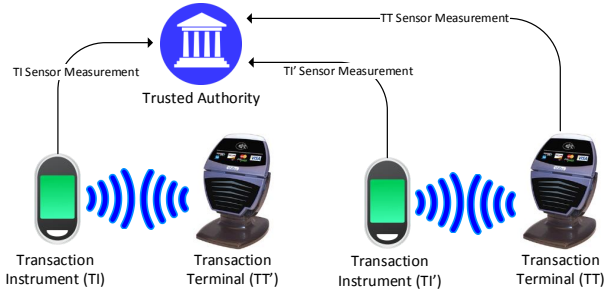 TT Sensor Measurement
TI Sensor Measurement
TI’ Sensor Measurement
Trusted Authority
Transaction
Instrument (TI)
Transaction
Terminal (TT’)
Transaction
Instrument (TI’)
Transaction
Terminal (TT)